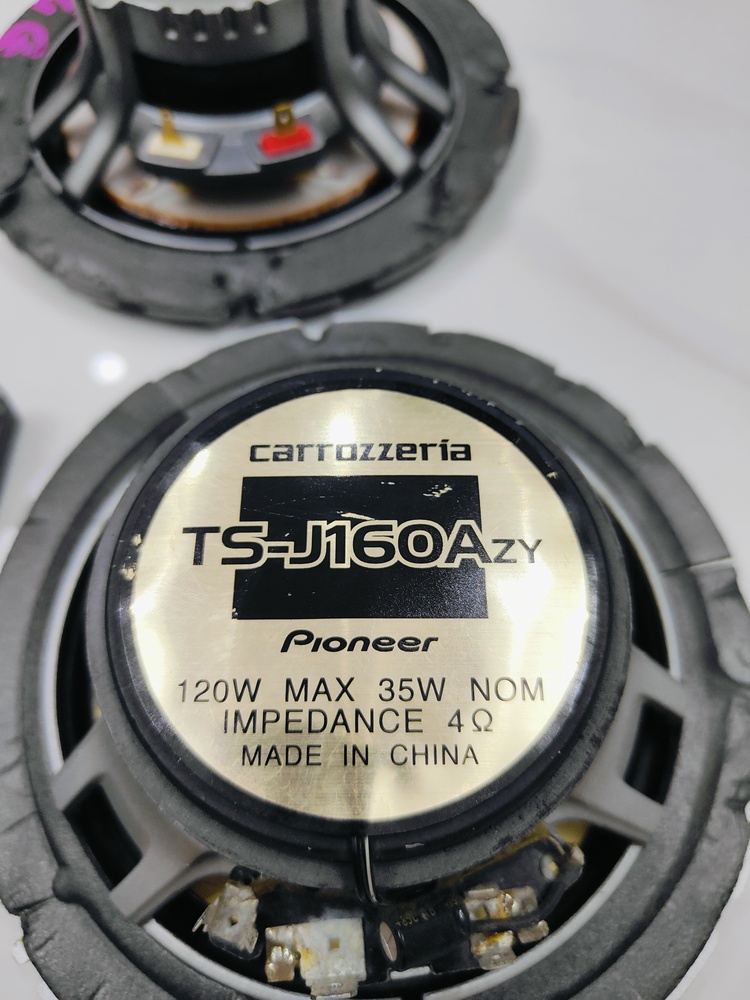 carrozzeria
TS-J160AZY
Pioneer
120W MAX 35W NOM
IMPEDANCE 4Ω
MADE IN CHINA